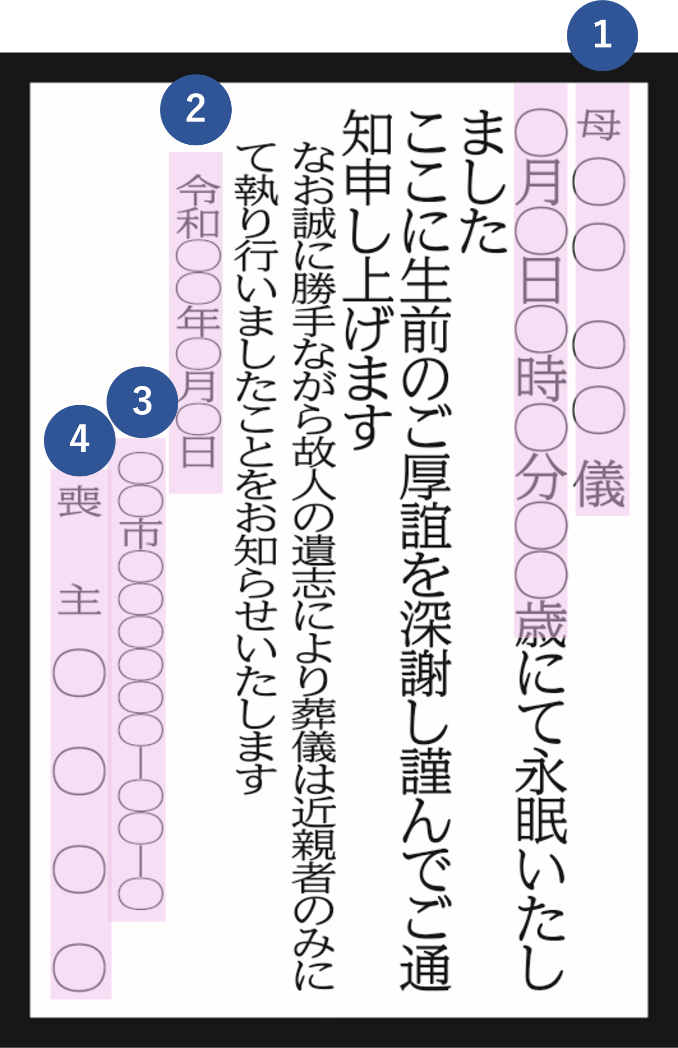 1
母〇〇 〇〇 儀
〇月〇日〇時〇分〇〇歳にて永眠いたし
ました
ここに生前のご厚誼を深謝し謹んでご通
知申し上げます
なお誠に勝手ながら故人の遺志により葬儀は近親者のみに
て執り行いましたことをお知らせいたします
2
令和〇〇年〇月〇日
3
〇〇市〇〇〇〇〇〇ー〇〇ー〇
4
喪 主 〇 〇 〇 〇